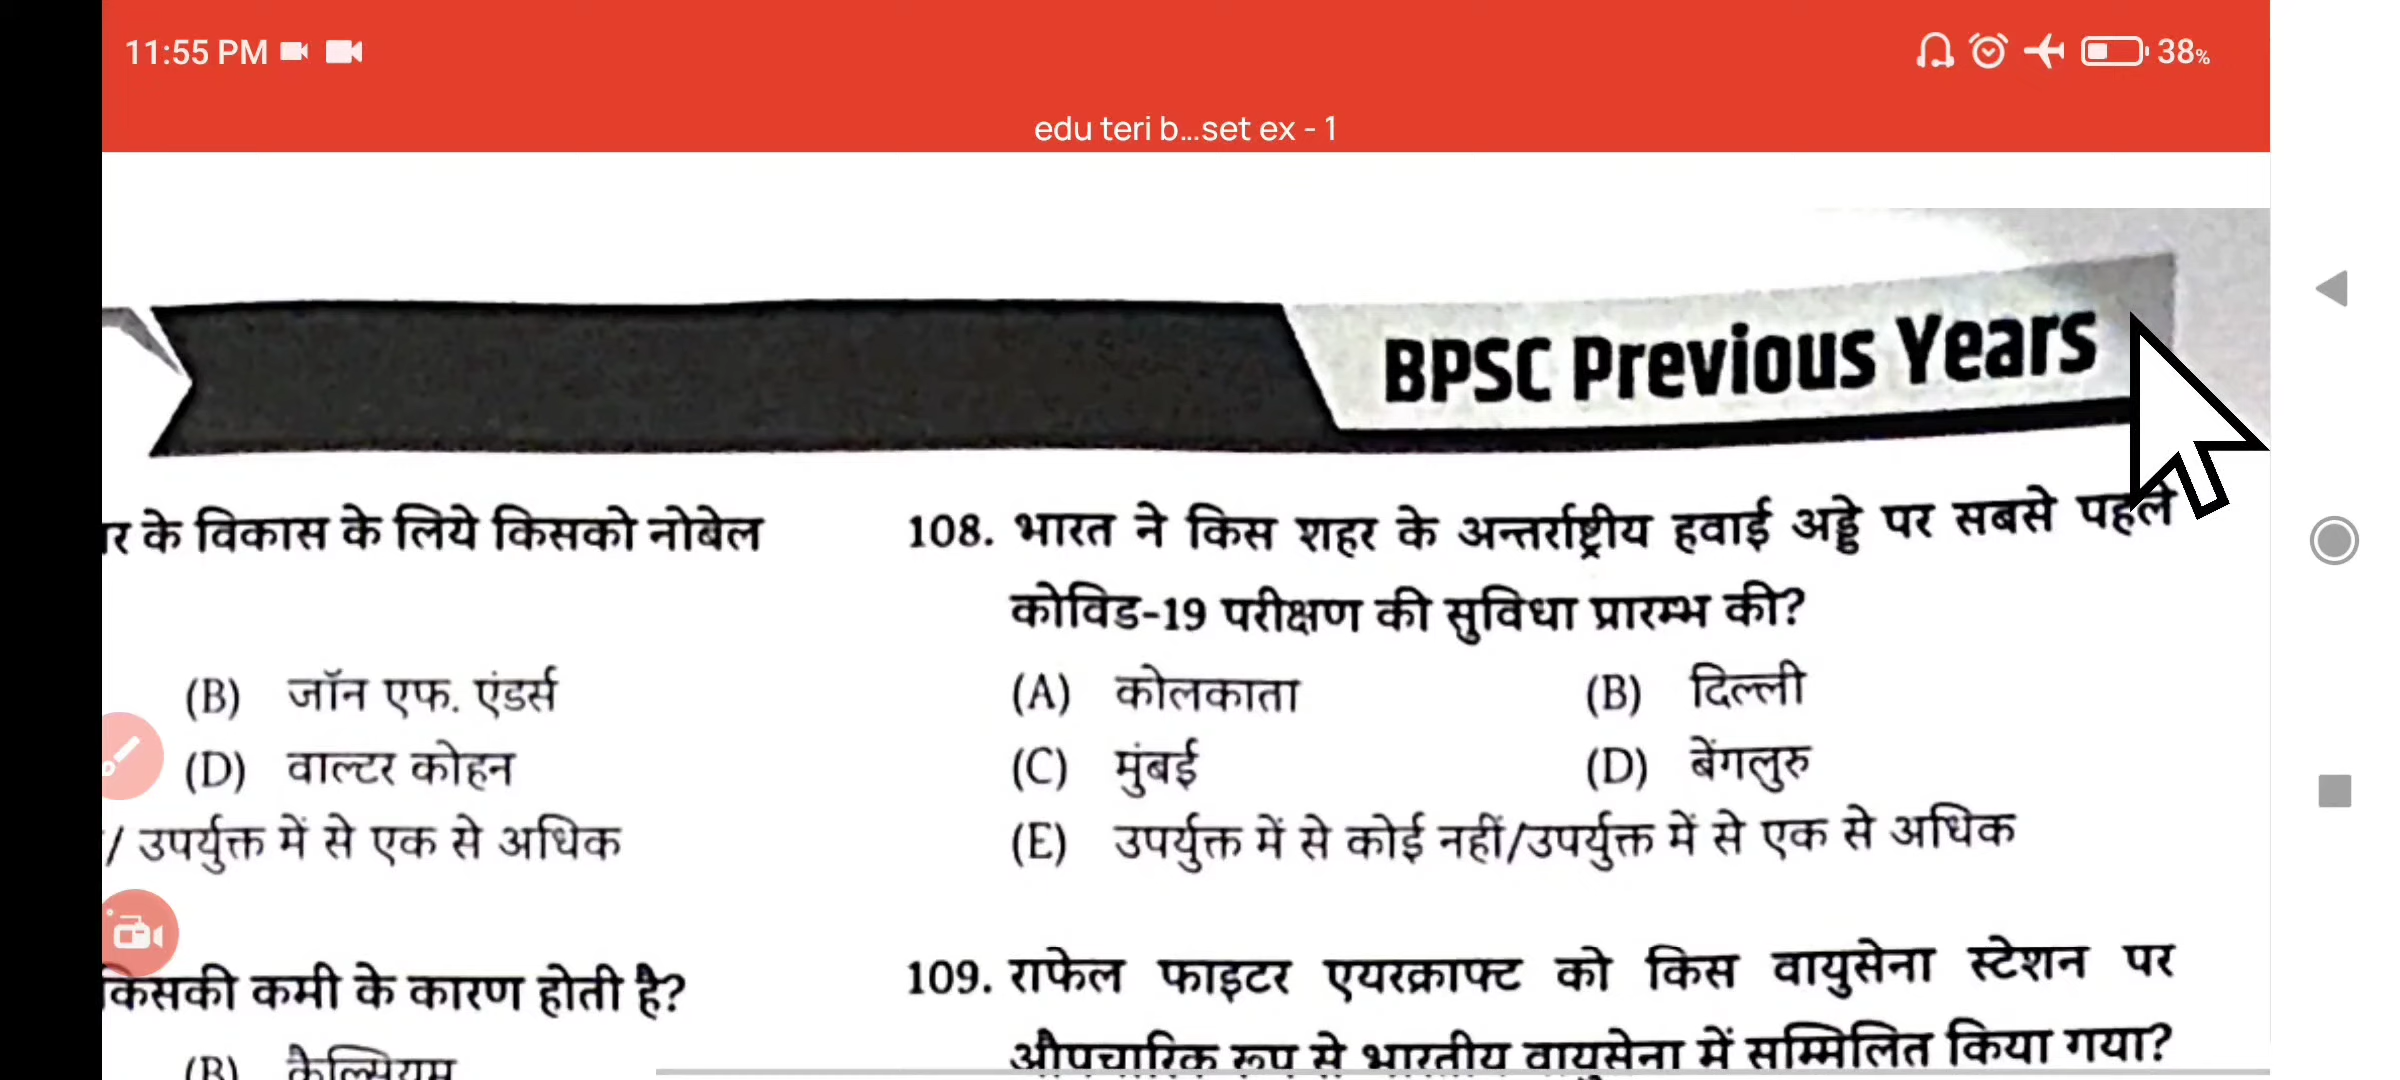 11:55 PM
38%
edu teri b...set ex - 1
BPSC Previous Years
र के विकास के लिये किसको नोबेल
(B) जॉन एफ. एंडर्स
(D) वाल्टर कोहन
/ उपर्युक्त में से एक से अधिक
किसकी कमी के कारण होती है?
(B) कैल्सियम
108. भारत ने किस शहर के अन्तर्राष्ट्रीय हवाई अड्डे पर सबसे पहले
कोविड-19 परीक्षण की सुविधा प्रारम्भ की?
(A) कोलकाता (B) दिल्ली
(C) मुंबई (D) बेंगलुरु
(E) उपर्युक्त में से कोई नहीं/उपर्युक्त में से एक से अधिक
109. राफेल फाइटर एयरक्राफ्ट को किस वायुसेना स्टेशन पर
औपचारिक रूप से भारतीय वायुसेना में सम्मिलित किया गया?